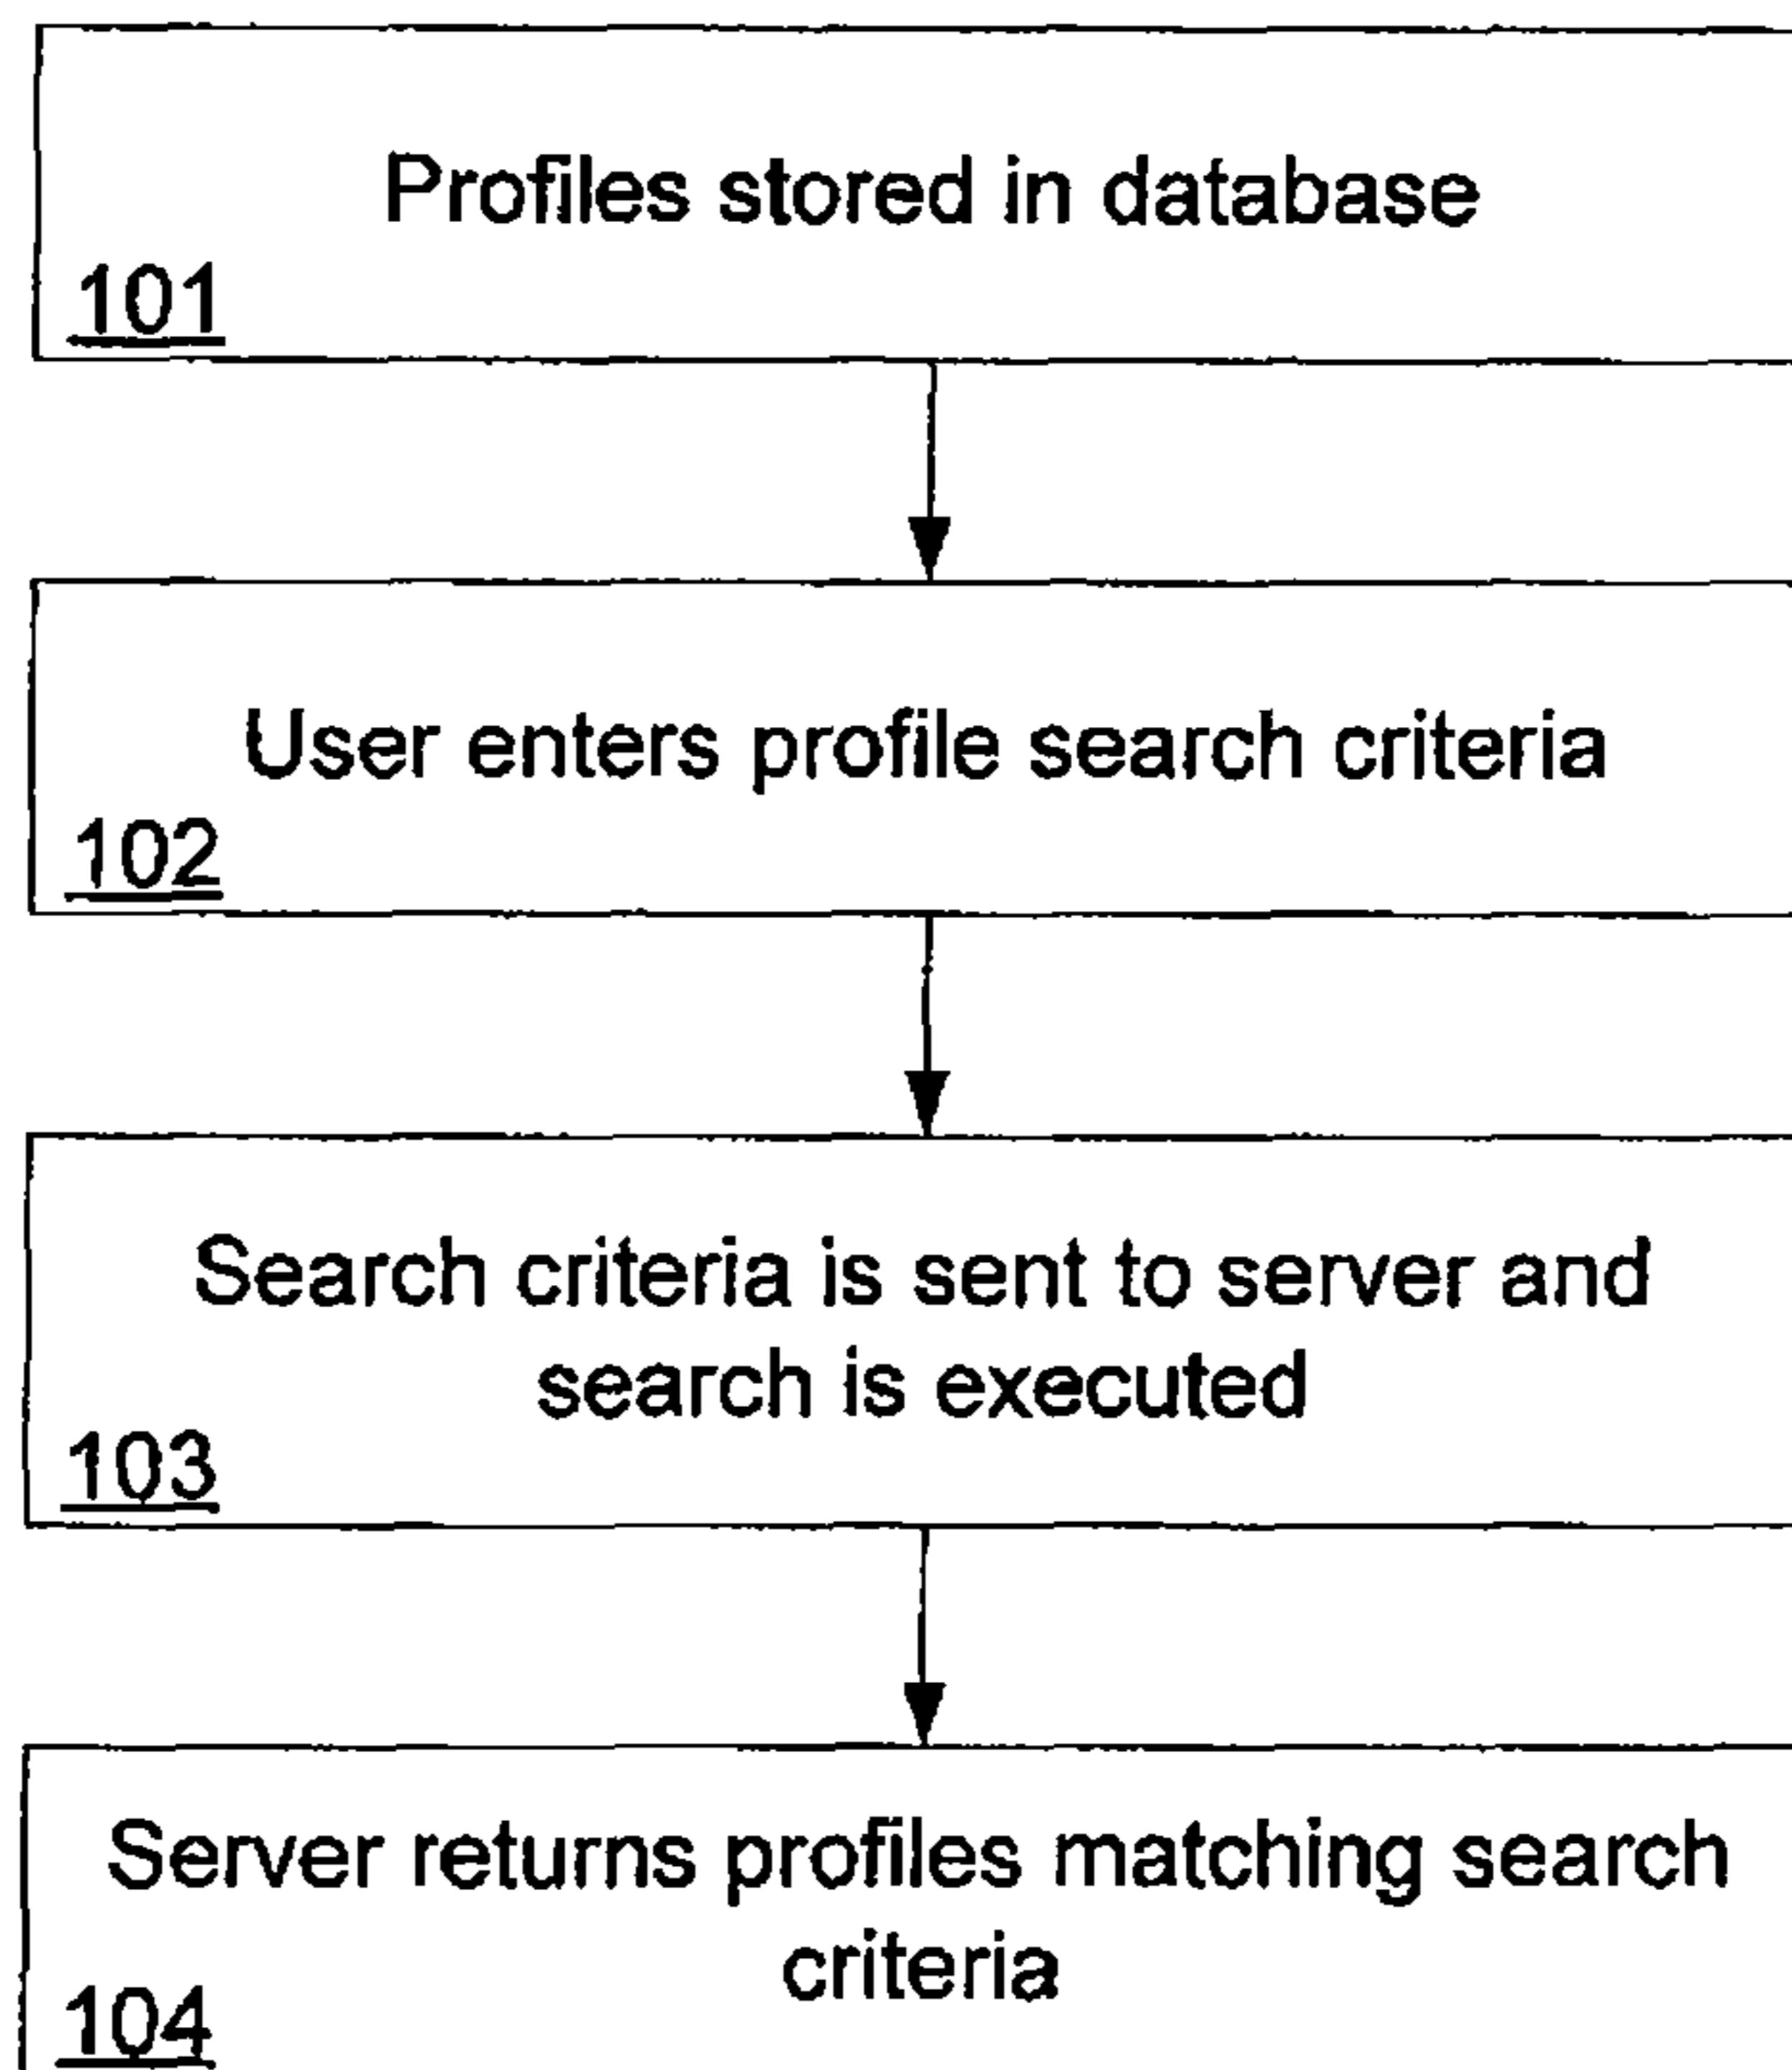 Profiles stored in database
101
User enters profile search criteria
102
Search criteria is sent to server and
search is executed
103
Server returns profiles matching search
criteria
104